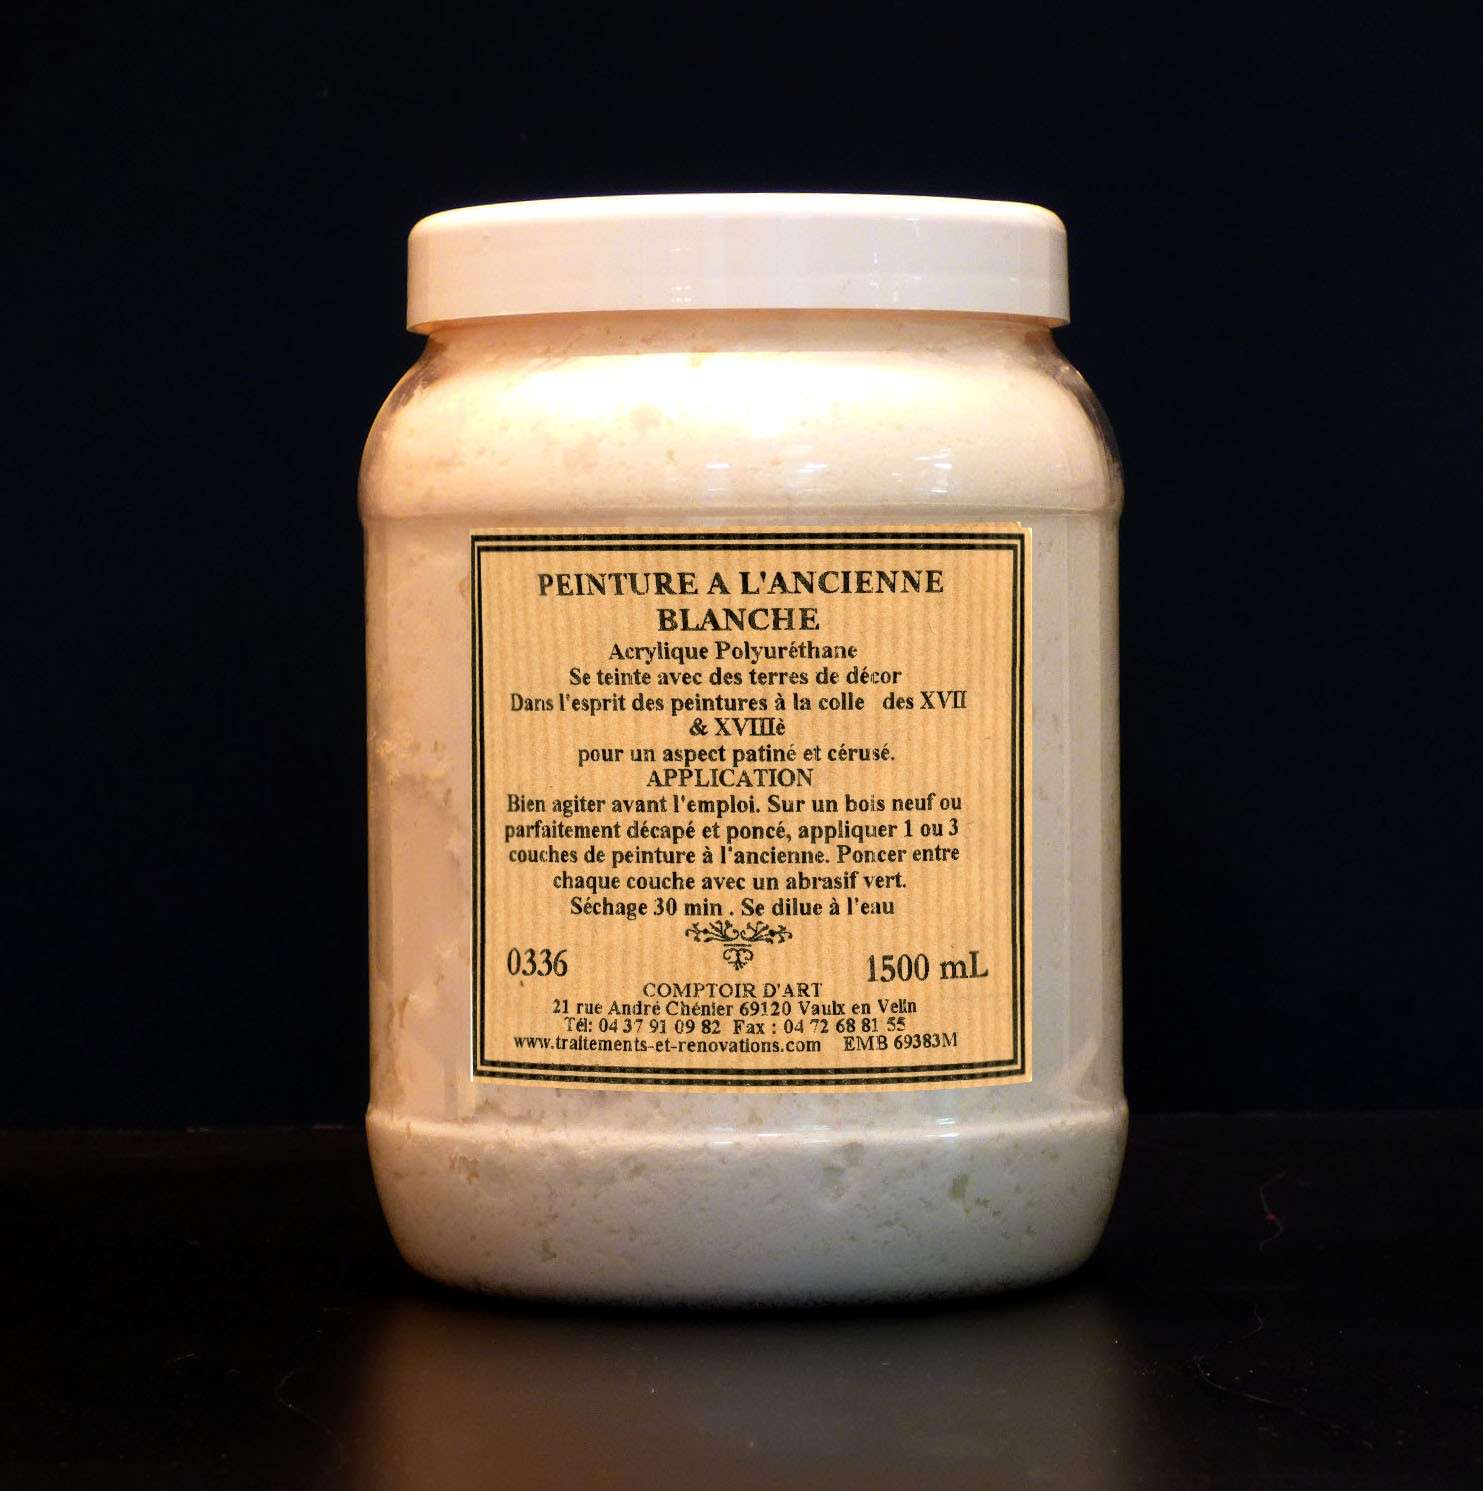 PEINTURE A L'ANCIENNE
BLANCHE
Acrylique Polyuréthane
Se teinte avec des terres de décor
Dans l'esprit des peintures à la colle des XVII
& XVIIIè
pour un aspect patiné et cérusé.
APPLICATION
Bien agiter avant l'emploi. Sur un bois neuf ou
parfaitement décapé et poncé, appliquer 1 ou 3
couches de peinture à l'ancienne. Poncer entre
chaque couche avec un abrasif vert.
Séchage 30 min . Se dilue à l'eau
0336 1500 mL
COMPTOIR D'ART
21 rue André Chénier 69120 Vaulx en Velin
Tél: 04 37 91 09 82 Fax : 04 72 68 81 55
www.traitements-et-renovations.com EMB 69383M